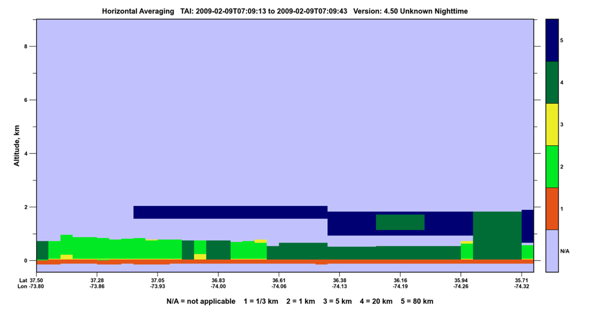 Horizontal Averaging TAI: 2009-02-09T07:09:13 to 2009-02-09T07:09:43 Version: 4.50 Unknown Nighttime
Altitude, km
8
6
4
2
0
5
4
3
2
1
N/A
Lat 37.50 37.28 37.05 36.83 36.61 36.38 36.16 35.94 35.71
Lon -73.80 -73.86 -73.93 -74.00 -74.06 -74.13 -74.19 -74.26 -74.32
N/A = not applicable 1 = 1/3 km 2 = 1 km 3 = 5 km 4 = 20 km 5 = 80 km